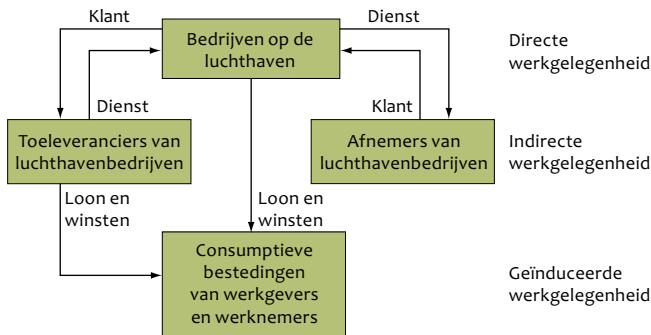 Klant
Dienst
Bedrijven op de
luchthaven
Directe
werkgelegenheid
Dienst
Klant
Toeleveranciers van
luchthavenbedrijven
Afnemers van
luchthavenbedrijven
Indirecte
werkgelegenheid
Loon en
winsten
Loon en
winsten
Consumptieve
bestedingen
van werkgevers
en werknemers
Geïnduceerde
werkgelegenheid